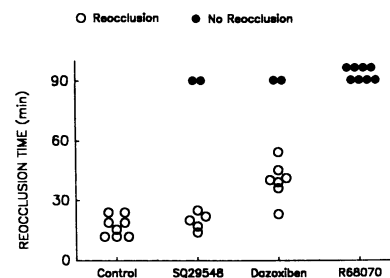 Reocclusion No Reocclusion
REOCCLUSION TIME (min)
90
60
30
0
Control SQ29548 Dazoxiben R68070